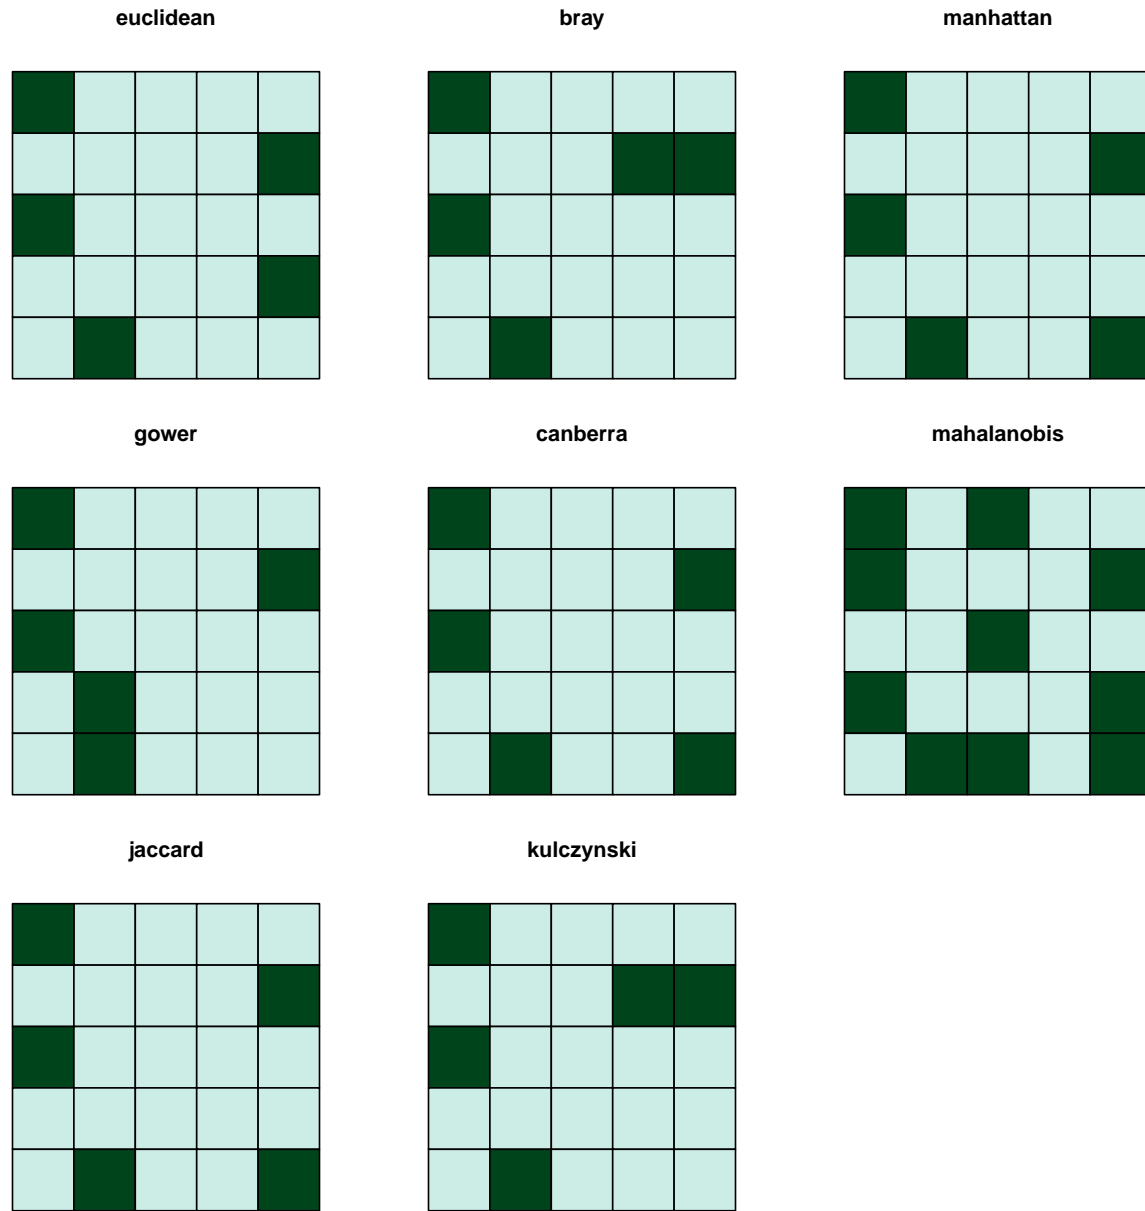 euclidean
bray
manhattan
gower
canberra
mahalanobis
jaccard
kulczynski